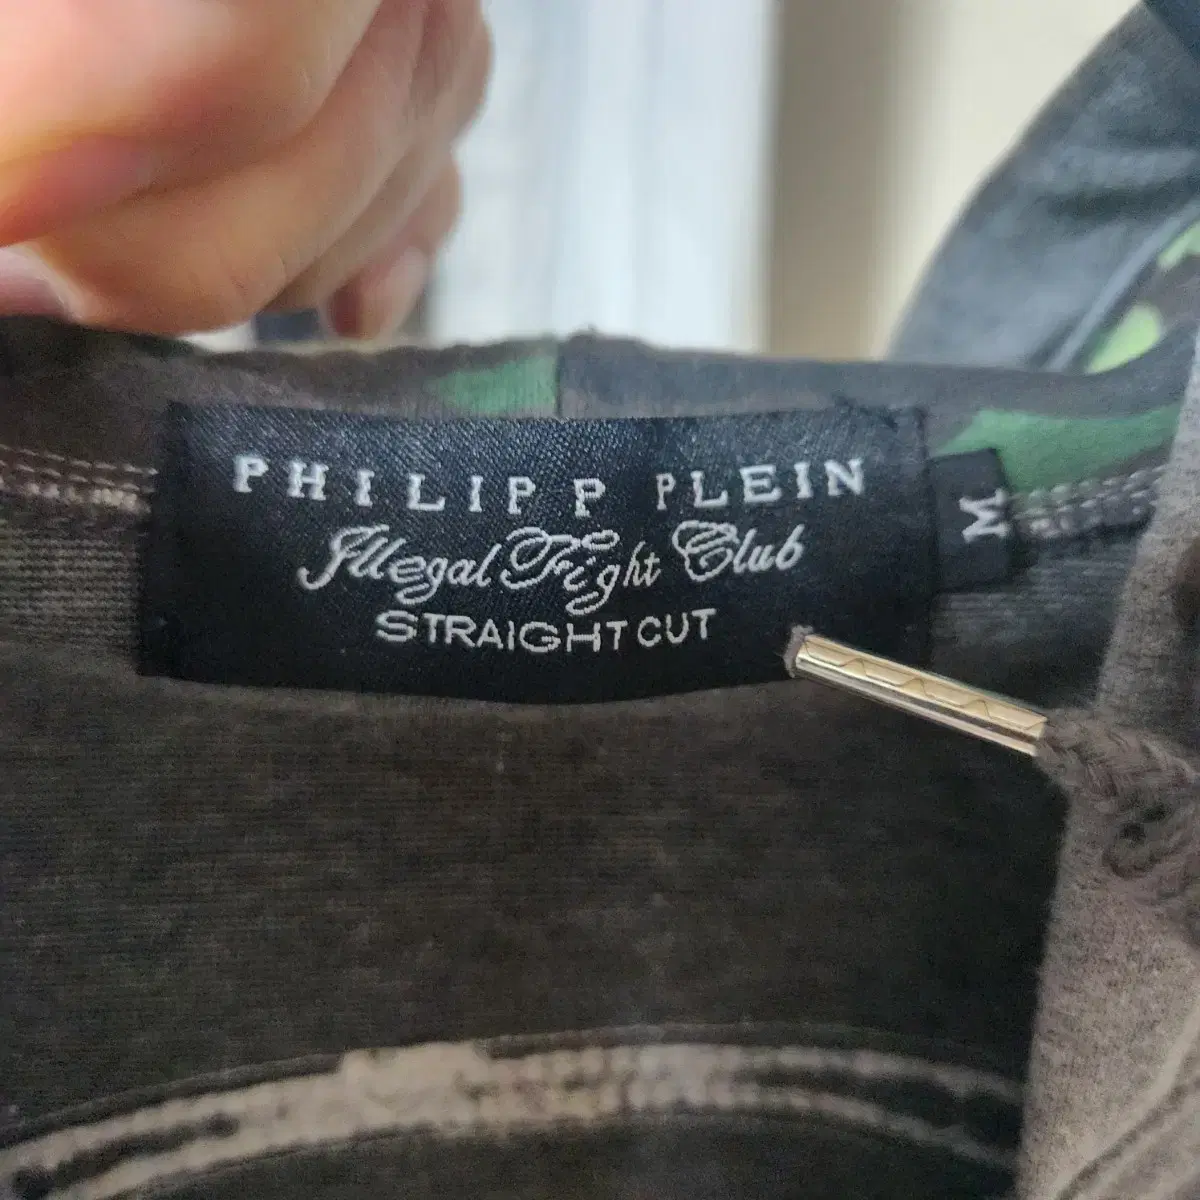 PHILIPP PLEIN
Illegal Fight Club
STRAIGHT CUT
M